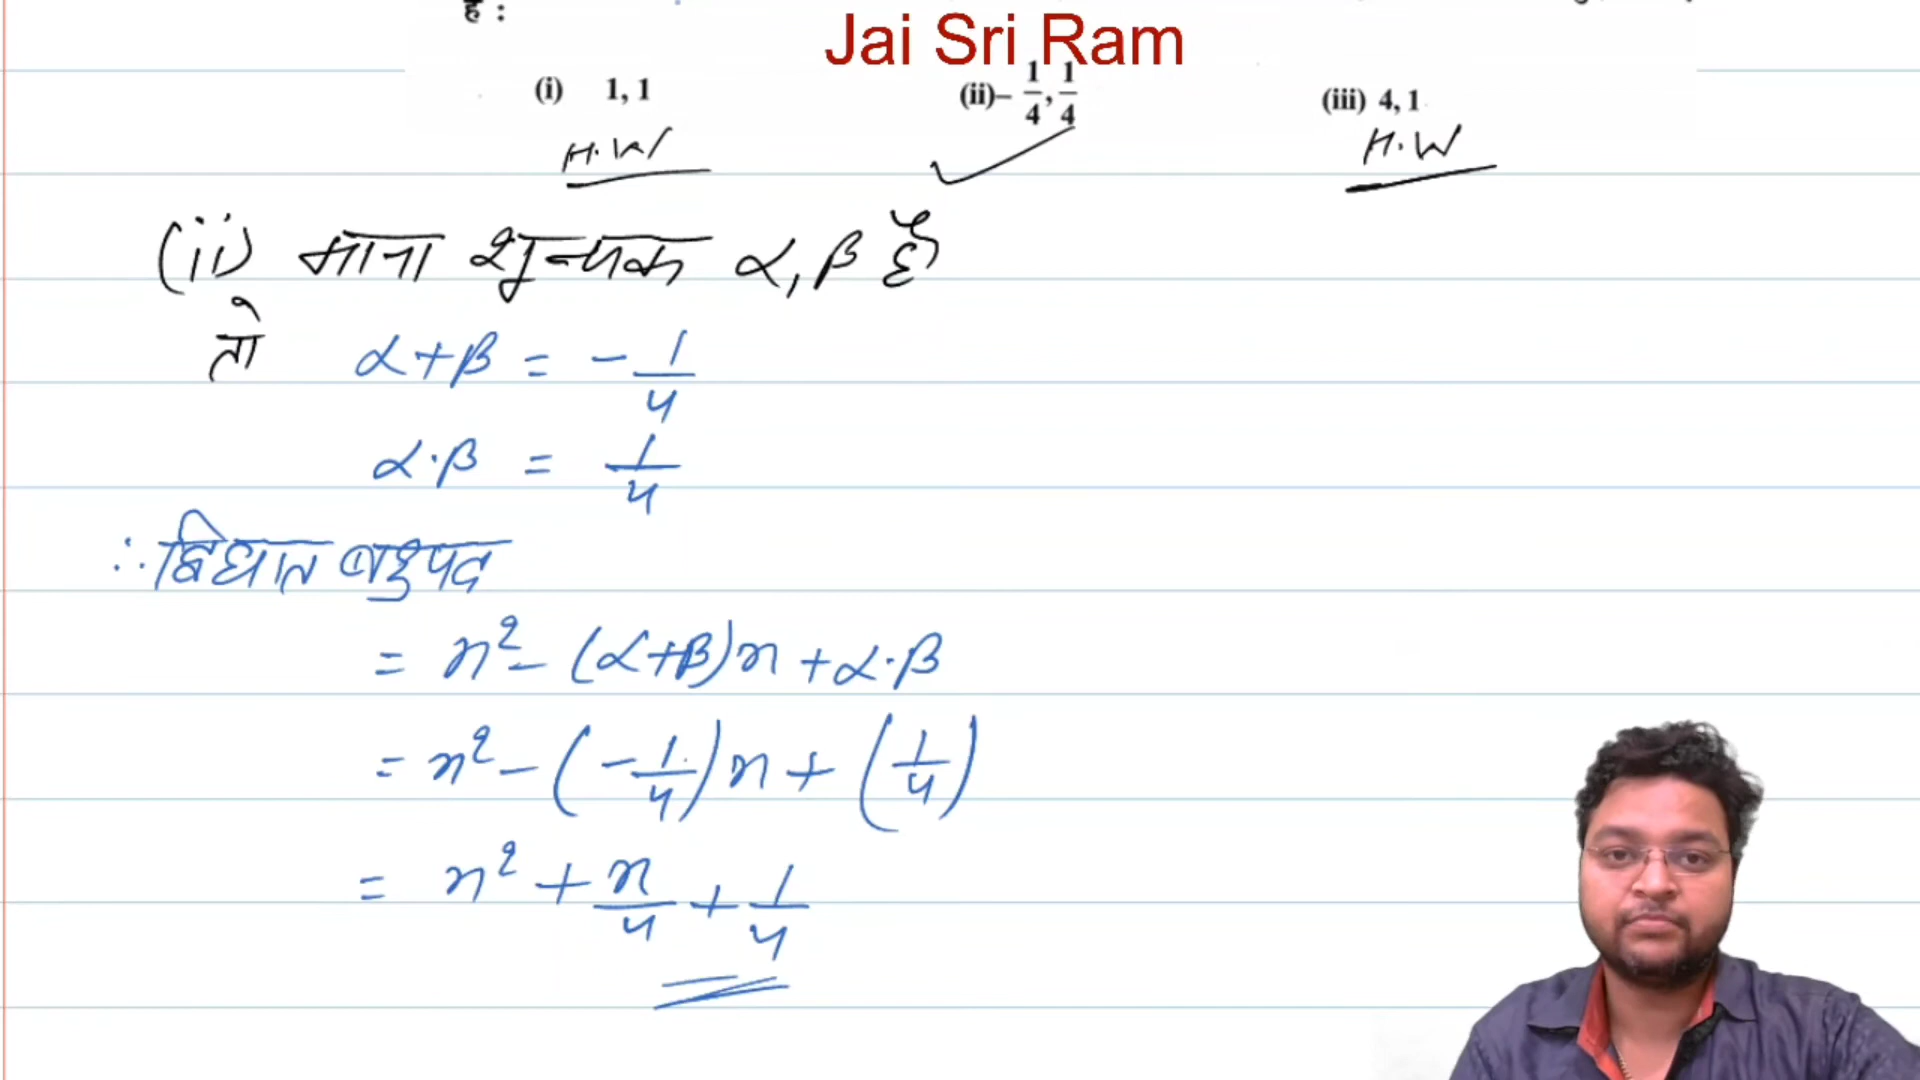 है :
Jai Sri Ram
(i) 1, 1 (ii)– 1/4, 1/4 (iii) 4, 1
H.W H.W
(ii) माना शुन्यक α, β है
तो α+β = - 1/4
α·β = 1/4
∴ द्विघात बहुपद
= x² - (α+β)x + α·β
= x² - (-1/4)x + (1/4)
= x² + x/4 + 1/4